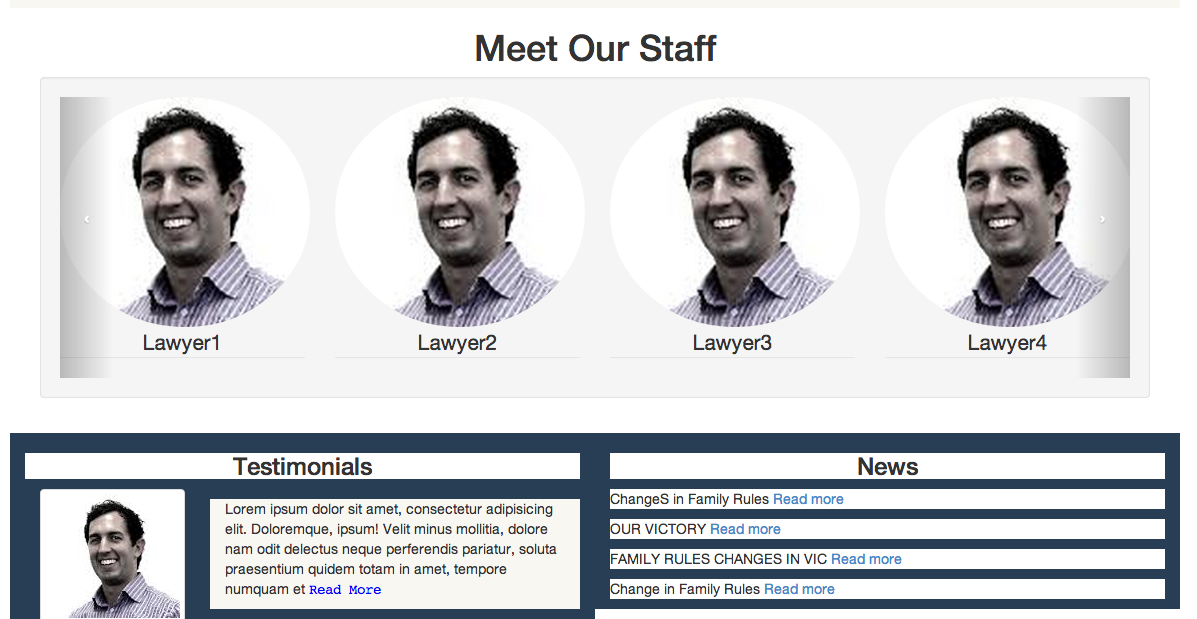 Meet Our Staff
‹
›
Lawyer1
Lawyer2
Lawyer3
Lawyer4
Testimonials
Lorem ipsum dolor sit amet, consectetur adipisicing
elit. Doloremque, ipsum! Velit minus mollitia, dolore
nam odit delectus neque perferendis pariatur, soluta
praesentium quidem totam in amet, tempore
numquam et Read More
News
ChangeS in Family Rules Read more
OUR VICTORY Read more
FAMILY RULES CHANGES IN VIC Read more
Change in Family Rules Read more